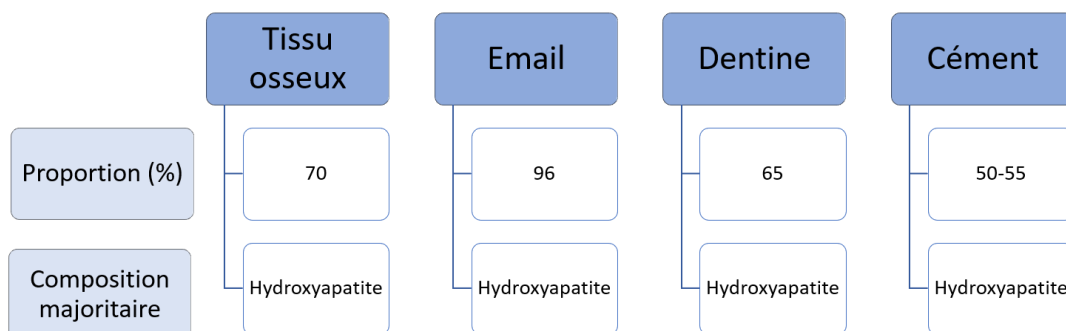 Tissu
osseux
Email
Dentine
Cément
Proportion (%)
70
96
65
50-55
Composition
majoritaire
Hydroxyapatite
Hydroxyapatite
Hydroxyapatite
Hydroxyapatite